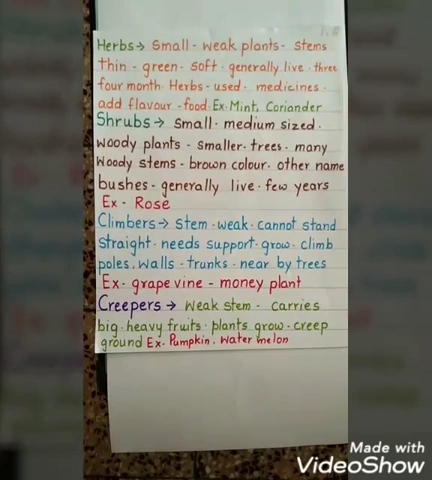 Herbs → Small - weak plants - stems
thin - green - soft - generally live - three
four month. Herbs - used - medicines -
add flavour - food Ex. Mint, Coriander
Shrubs → Small - medium sized -
woody plants - smaller - trees - many
woody stems - brown colour - other name
bushes - generally live - few years
Ex - Rose
Climbers → Stem - weak - cannot stand
straight - needs support - grow - climb
poles, walls - trunks - near by trees
Ex - grape vine - money plant
Creepers → Weak stem - carries
big - heavy fruits - plants grow - creep
ground Ex. Pumpkin, Water melon
Made with
VideoShow